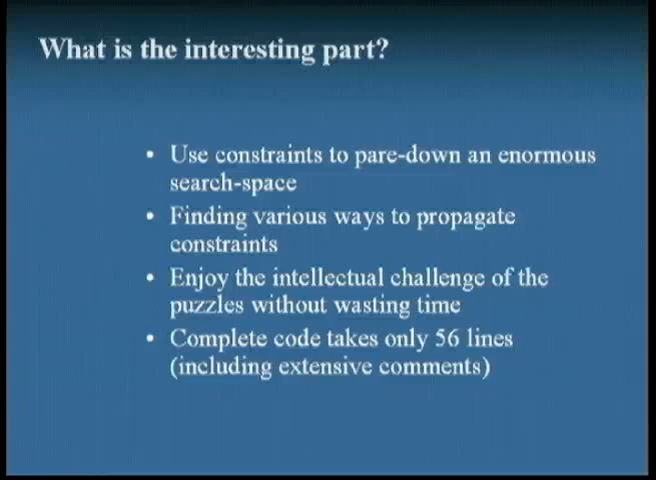 What is the interesting part?
• Use constraints to pare-down an enormous
search-space
• Finding various ways to propagate
constraints
• Enjoy the intellectual challenge of the
puzzles without wasting time
• Complete code takes only 56 lines
(including extensive comments)